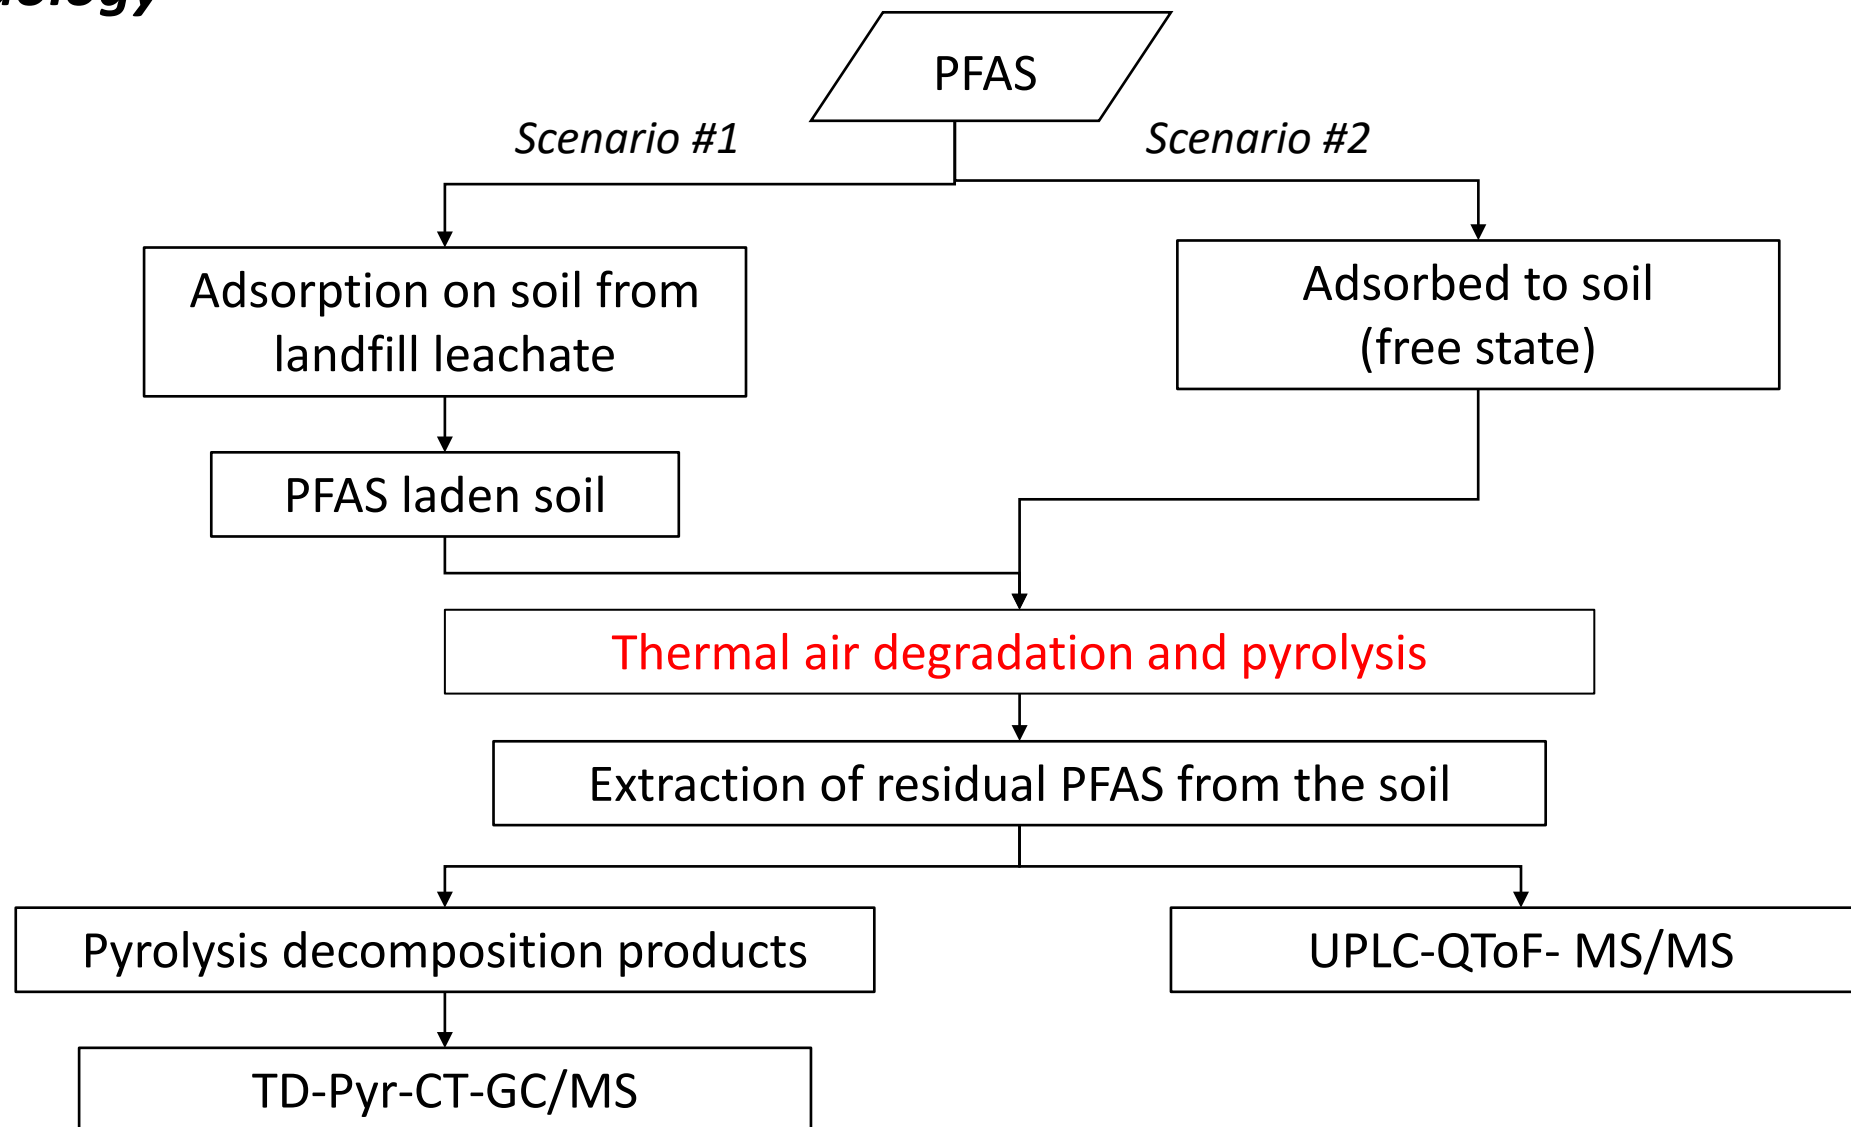 PFAS
Scenario #1
Scenario #2
Adsorption on soil from
landfill leachate
Adsorbed to soil
(free state)
PFAS laden soil
Thermal air degradation and pyrolysis
Extraction of residual PFAS from the soil
Pyrolysis decomposition products
UPLC-QToF- MS/MS
TD-Pyr-CT-GC/MS